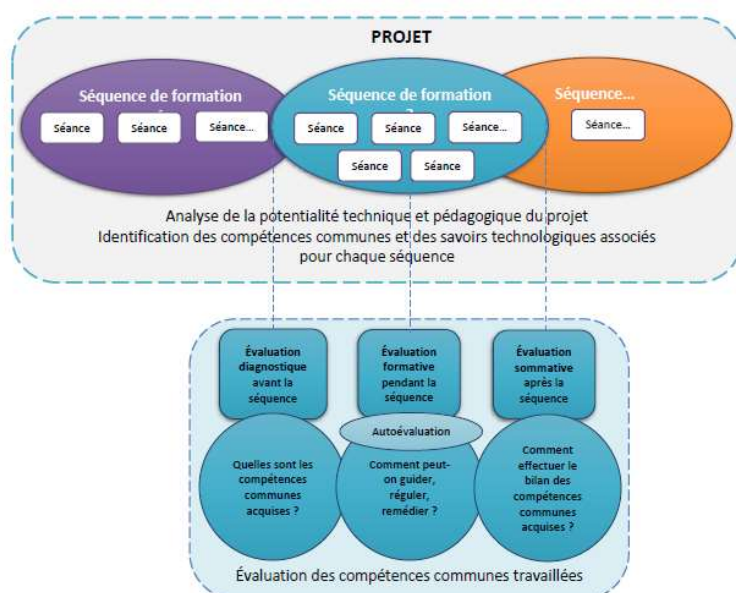 PROJET
Séquence de formation
Séance
Séance
Séance...
Séquence de formation
Séance
Séance
Séance...
Séance
Séance
Séquence...
Séance...
Analyse de la potentialité technique et pédagogique du projet
Identification des compétences communes et des savoirs technologiques associés
pour chaque séquence
Évaluation
diagnostique
avant la
séquence
Évaluation
formative
pendant la
séquence
Évaluation
sommative
après la
séquence
Autoévaluation
Quelles sont les
compétences
communes
acquises ?
Comment peut-
on guider,
réguler,
remédier ?
Comment
effectuer le
bilan des
compétences
communes
acquises ?
Évaluation des compétences communes travaillées